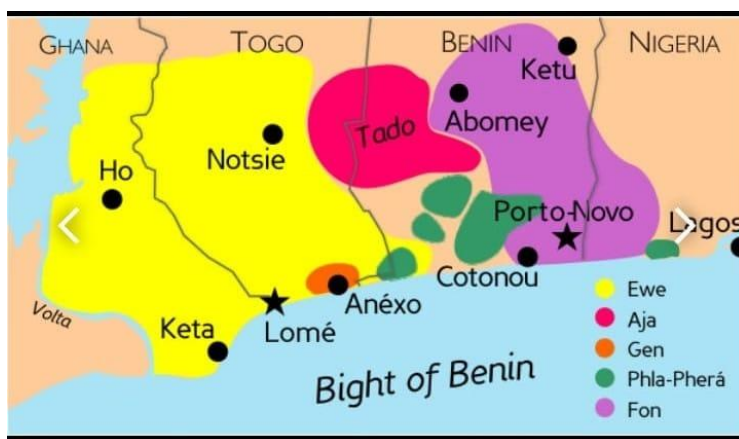 GHANA TOGO BENIN NIGERIA
Ketu
Abomey
Tado
Notsie
Ho
Porto-Novo
Lagos
Cotonou
Anéxo
Volta
Keta
Lomé
Bight of Benin
Ewe
Aja
Gen
Phla-Pherá
Fon